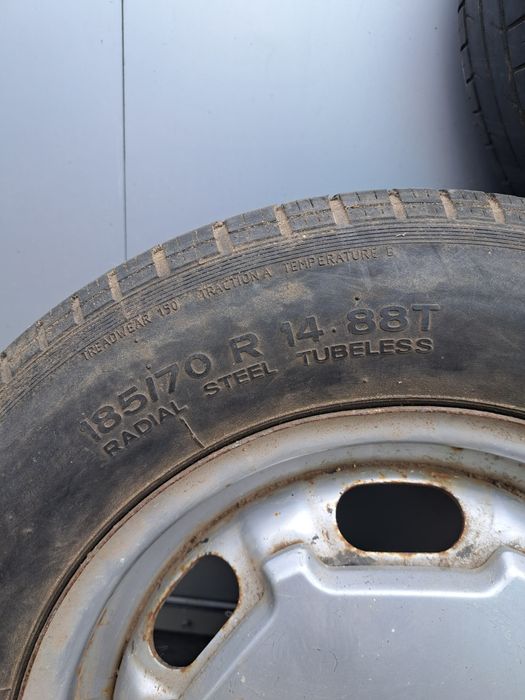 TREADWEAR 150 TRACTION A TEMPERATURE B
185/70 R 14 88T
RADIAL STEEL TUBELESS